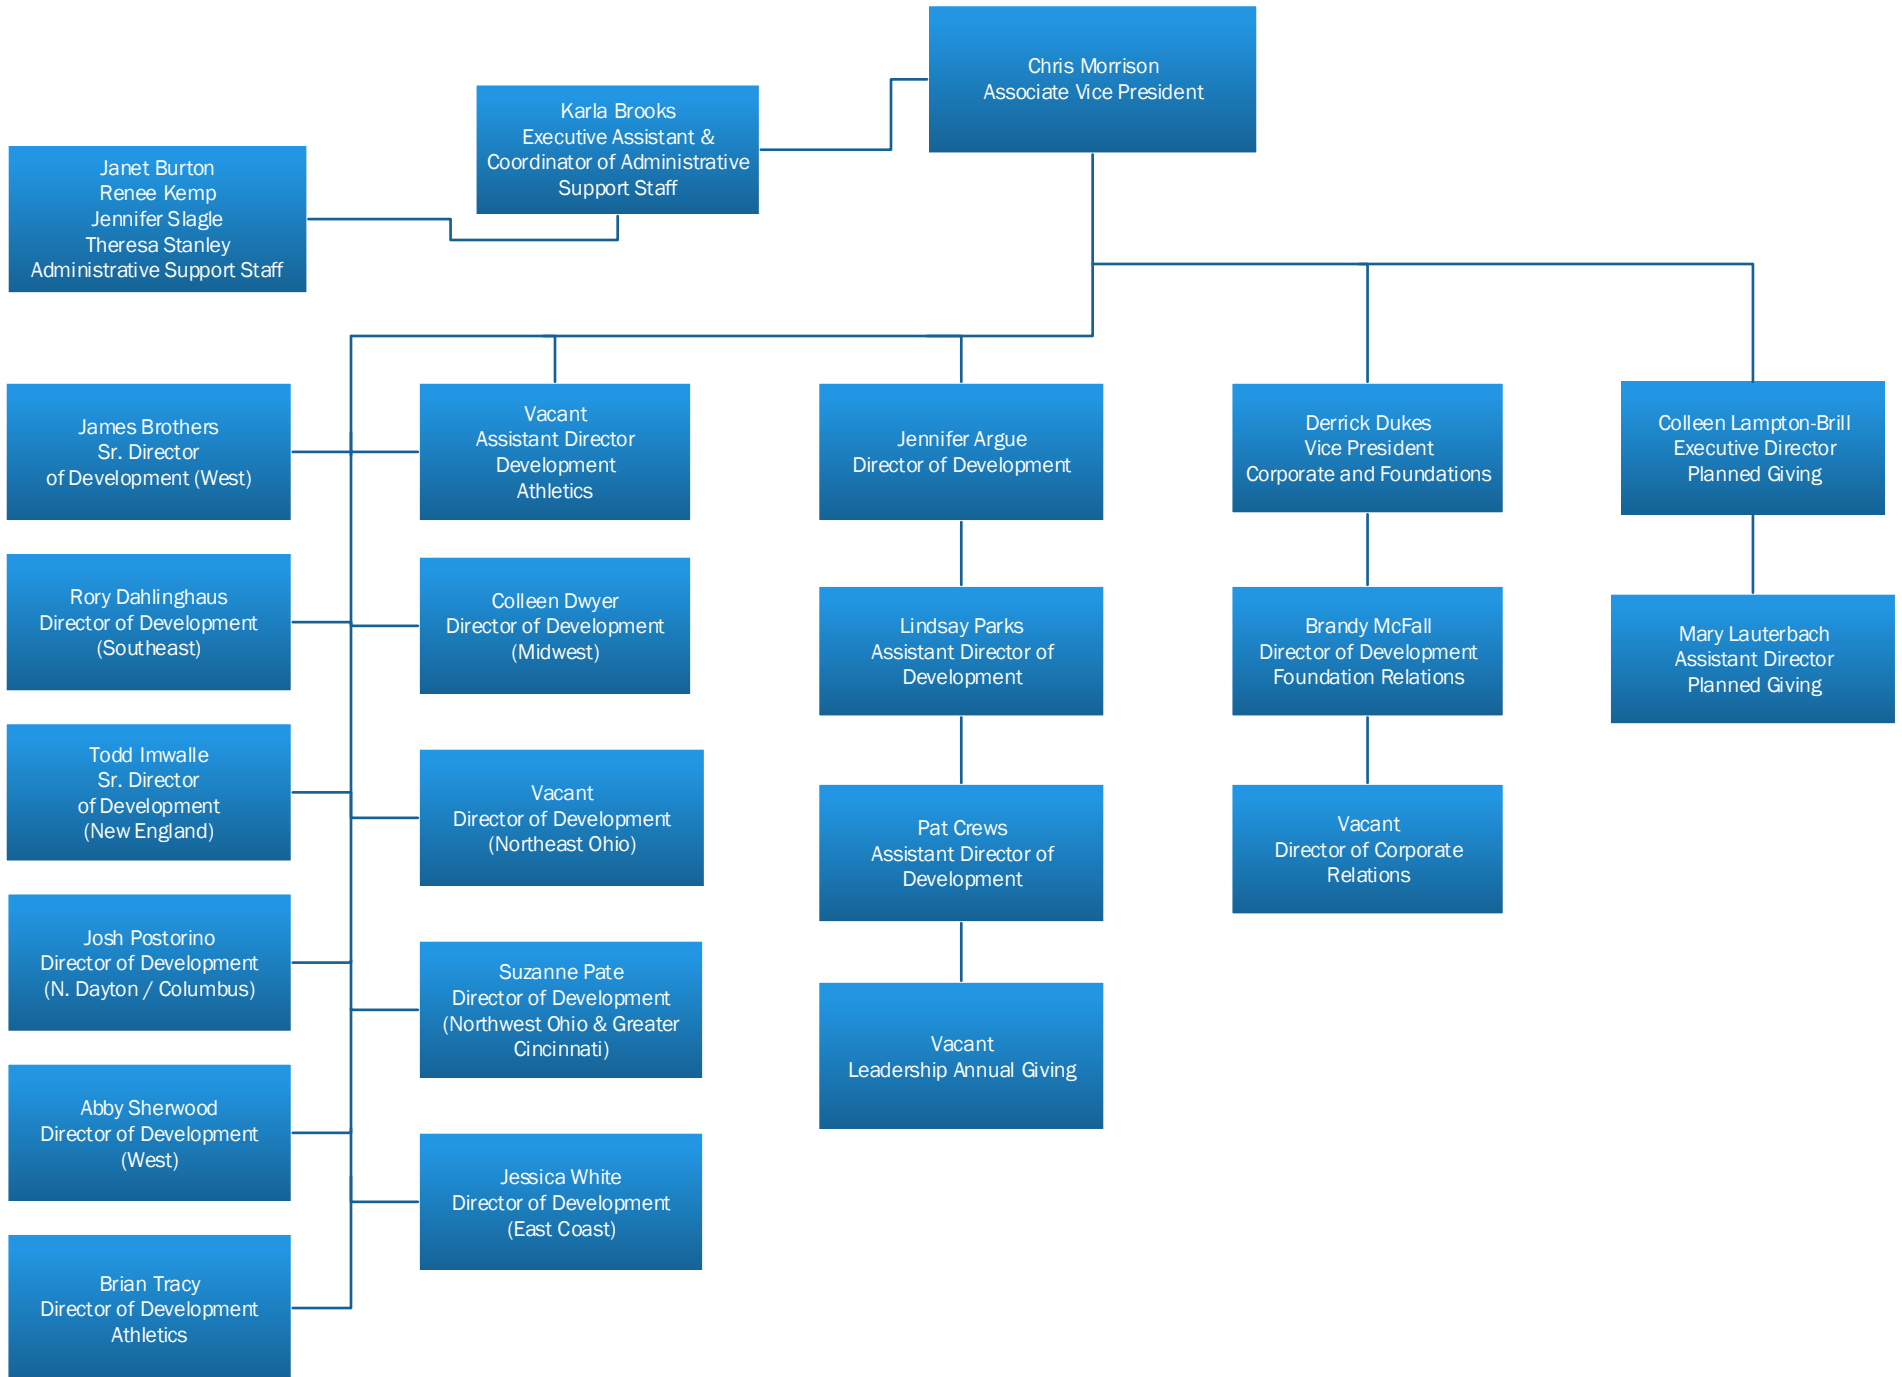 Chris Morrison
Associate Vice President
Karla Brooks
Executive Assistant &
Coordinator of Administrative
Support Staff
Janet Burton
Renee Kemp
Jennifer Slagle
Theresa Stanley
Administrative Support Staff
James Brothers
Sr. Director
of Development (West)
Vacant
Assistant Director
Development
Athletics
Jennifer Argue
Director of Development
Derrick Dukes
Vice President
Corporate and Foundations
Colleen Lampton-Brill
Executive Director
Planned Giving
Rory Dahlinghaus
Director of Development
(Southeast)
Colleen Dwyer
Director of Development
(Midwest)
Lindsay Parks
Assistant Director of
Development
Brandy McFall
Director of Development
Foundation Relations
Mary Lauterbach
Assistant Director
Planned Giving
Todd Imwalle
Sr. Director
of Development
(New England)
Vacant
Director of Development
(Northeast Ohio)
Pat Crews
Assistant Director of
Development
Vacant
Director of Corporate
Relations
Josh Postorino
Director of Development
(N. Dayton / Columbus)
Suzanne Pate
Director of Development
(Northwest Ohio & Greater
Cincinnati)
Vacant
Leadership Annual Giving
Abby Sherwood
Director of Development
(West)
Jessica White
Director of Development
(East Coast)
Brian Tracy
Director of Development
Athletics